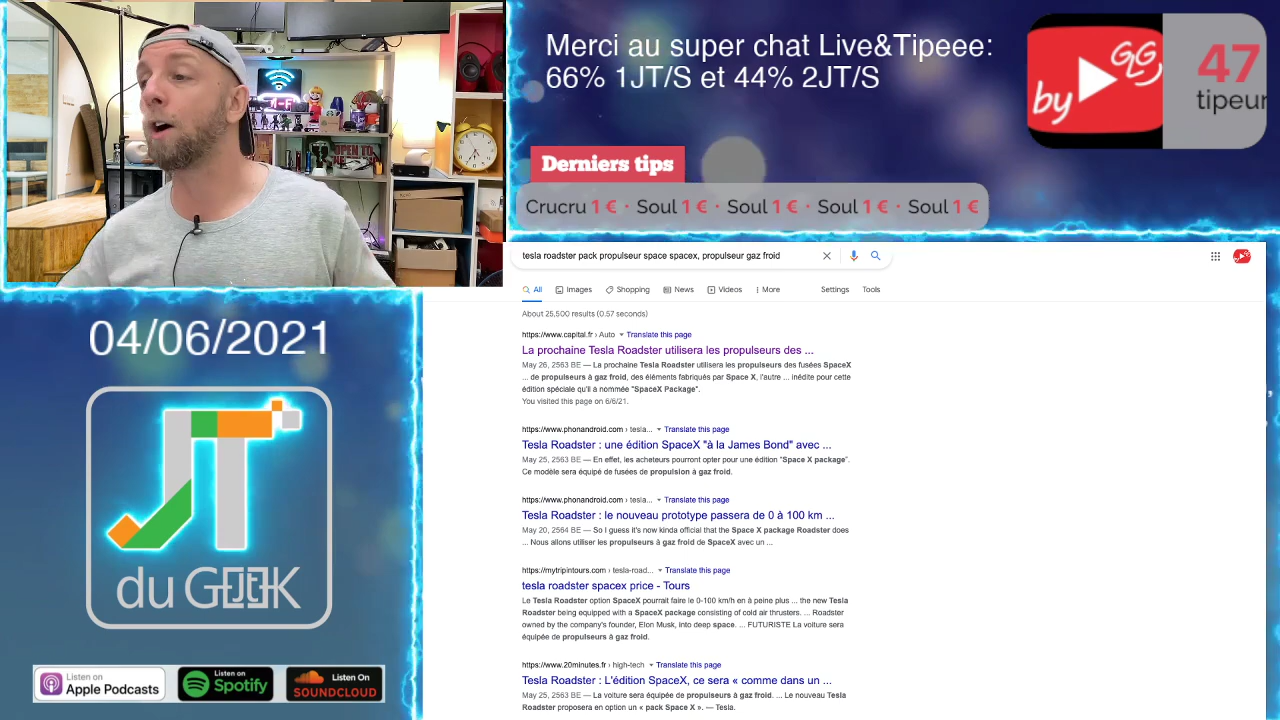 Merci au super chat Live&Tipeee:
66% 1JT/S et 44% 2JT/S
by GLG
47
tipeur
Derniers tips
Crucru 1 € · Soul 1 € · Soul 1 € · Soul 1 € · Soul 1 €
tesla roadster pack propulseur space spacex, propulseur gaz froid
All Images Shopping News Videos More Settings Tools
About 25,500 results (0.57 seconds)
https://www.capital.fr › Auto Translate this page
La prochaine Tesla Roadster utilisera les propulseurs des ...
May 26, 2563 BE — La prochaine Tesla Roadster utilisera les propulseurs des fusées SpaceX
... de propulseurs à gaz froid, des éléments fabriqués par Space X, l'autre ... inédite pour cette
édition spéciale qu'il a nommée "SpaceX Package".
You visited this page on 6/6/21.
https://www.phonandroid.com › tesla... Translate this page
Tesla Roadster : une édition SpaceX "à la James Bond" avec ...
May 25, 2563 BE — En effet, les acheteurs pourront opter pour une édition "Space X package".
Ce modèle sera équipé de fusées de propulsion à gaz froid.
https://www.phonandroid.com › tesla... Translate this page
Tesla Roadster : le nouveau prototype passera de 0 à 100 km ...
May 20, 2564 BE — So I guess it's now kinda official that the Space X package Roadster does
... Nous allons utiliser les propulseurs à gaz froid de SpaceX avec un ...
https://mytripintours.com › tesla-road... Translate this page
tesla roadster spacex price - Tours
Le Tesla Roadster option SpaceX pourrait faire le 0-100 km/h en à peine plus ... the new Tesla
Roadster being equipped with a SpaceX package consisting of cold air thrusters. ... Roadster
owned by the company's founder, Elon Musk, into deep space. ... FUTURISTE La voiture sera
équipée de propulseurs à gaz froid.
https://www.20minutes.fr › high-tech Translate this page
Tesla Roadster : L'édition SpaceX, ce sera « comme dans un ...
May 25, 2563 BE — La voiture sera équipée de propulseurs à gaz froid. ... Le nouveau Tesla
Roadster proposera en option un « pack Space X ». — Tesla.
04/06/2021
JT
du GEEK
Listen on
Apple Podcasts
Listen on
Spotify
Listen on
SOUNDCLOUD